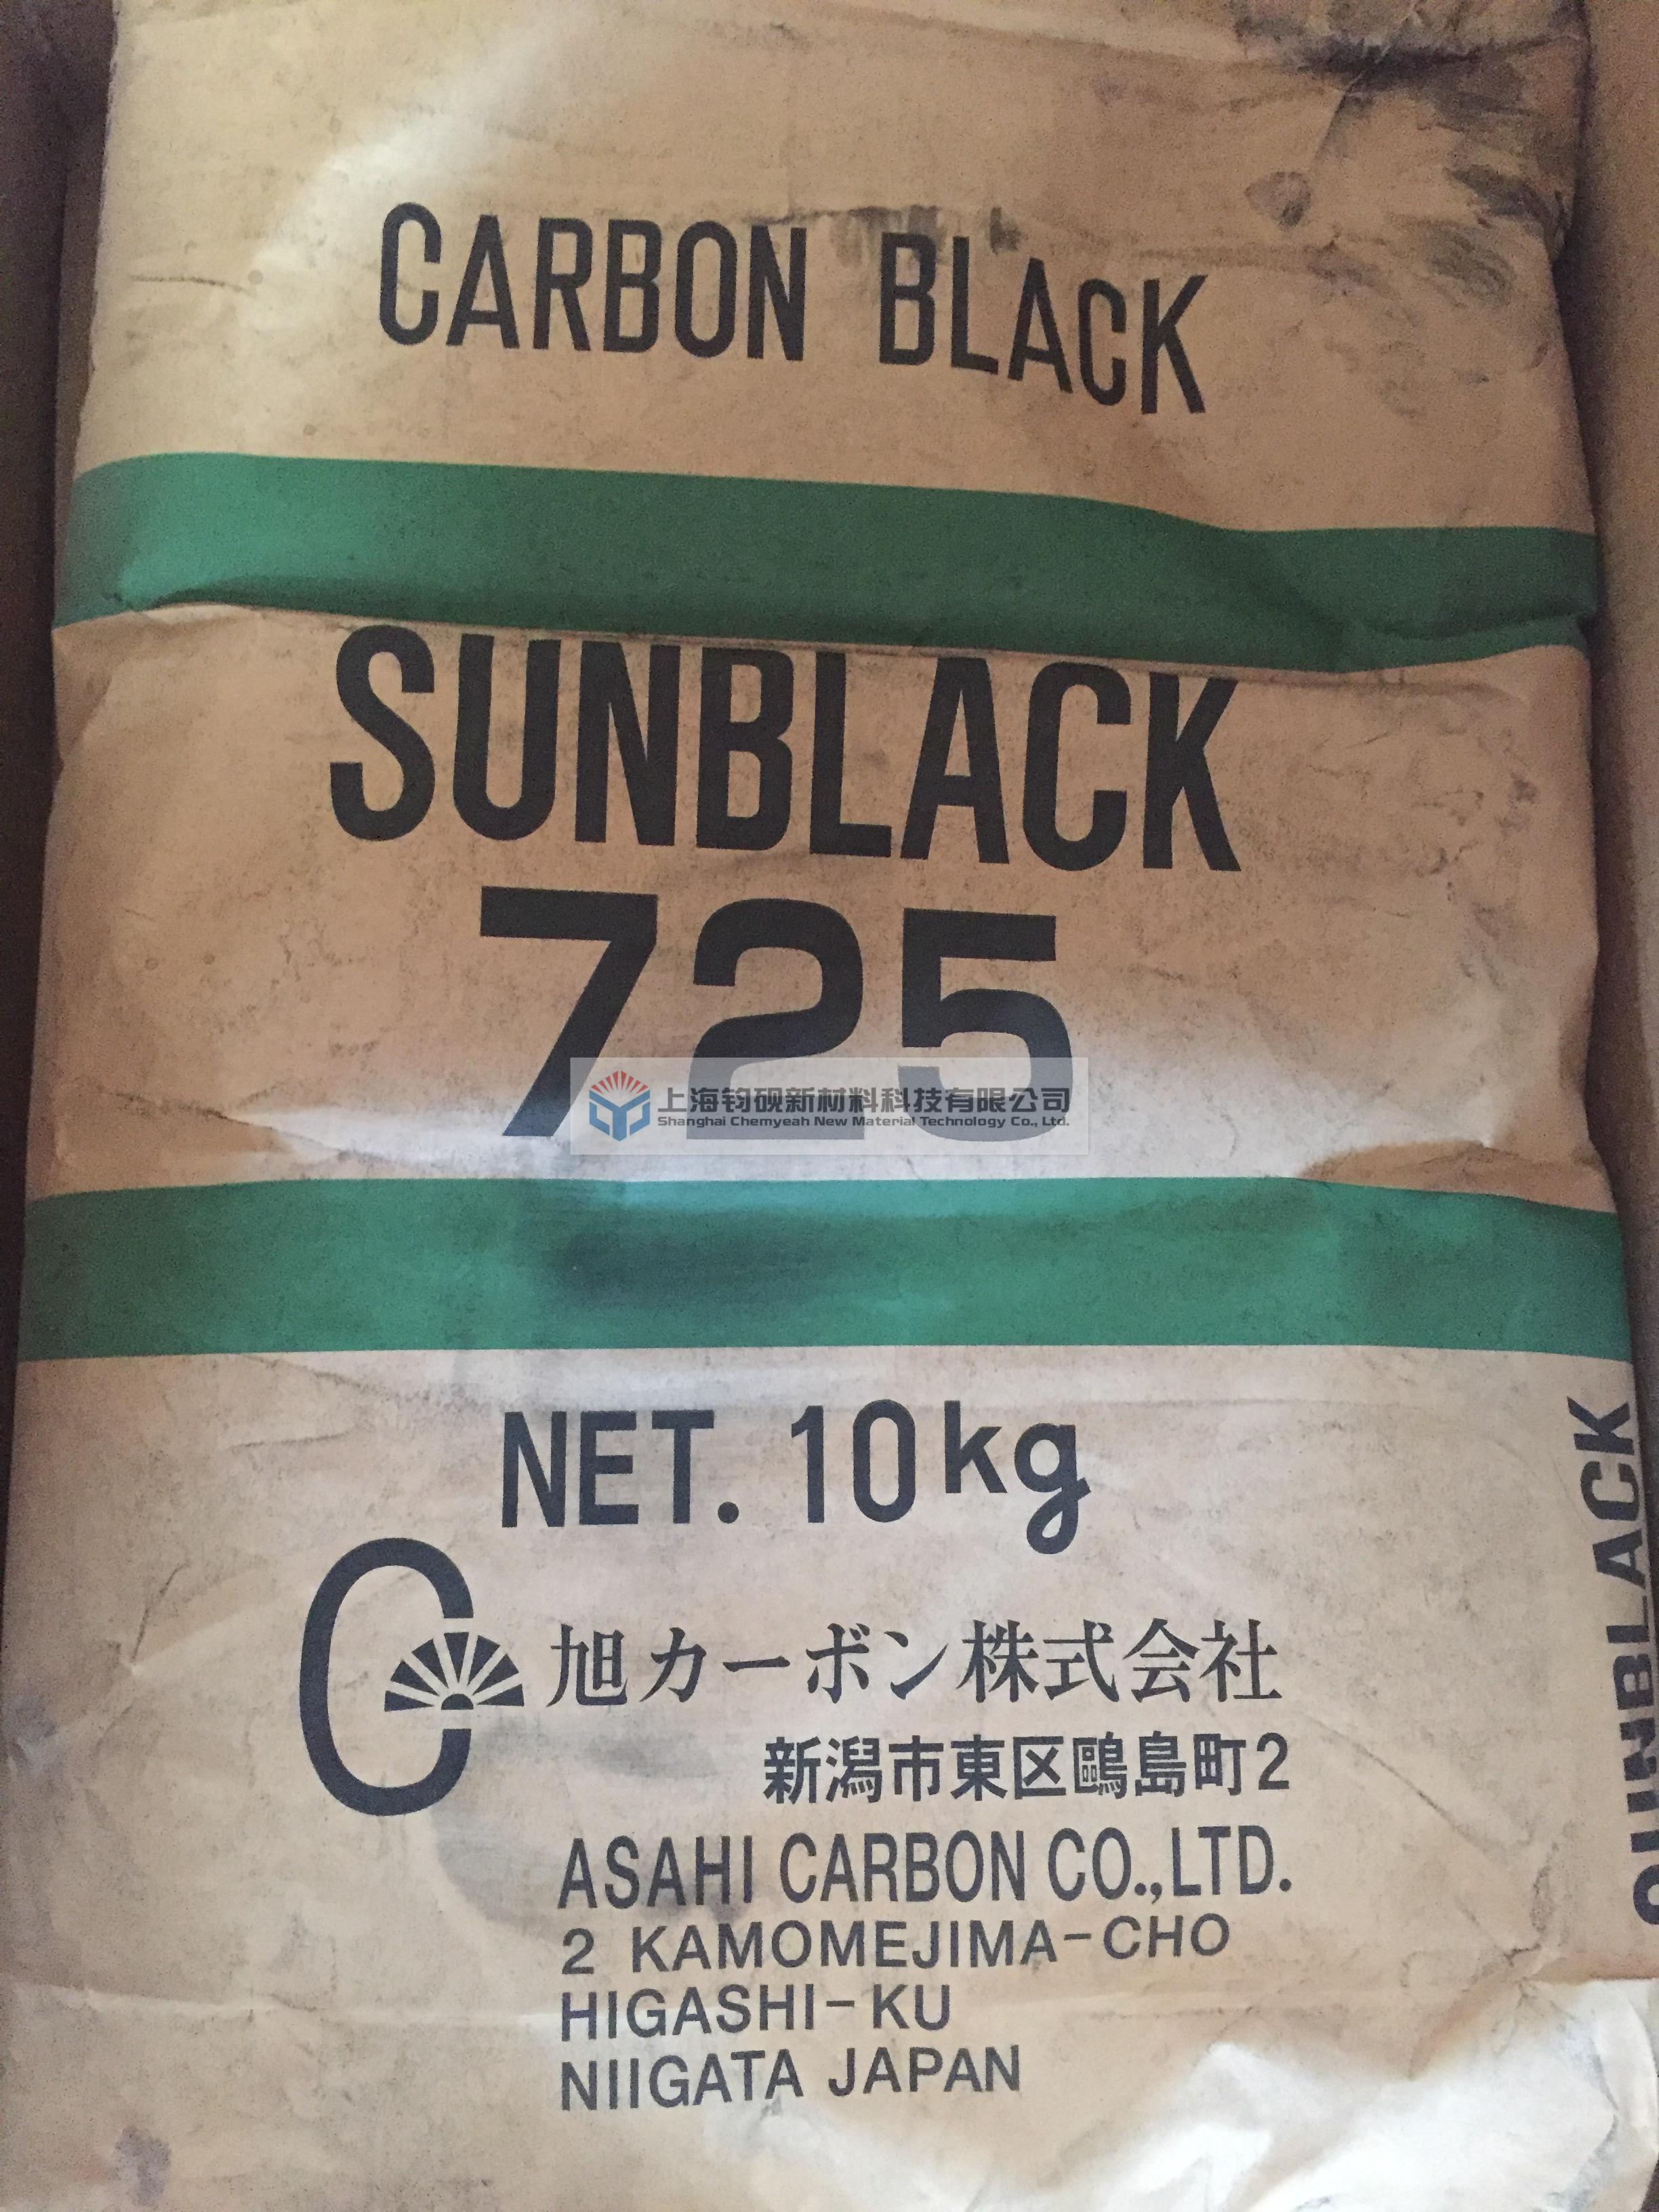 CARBON BLACK
SUNBLACK
725
上海钧砚新材料科技有限公司
Shanghai Chemyeah New Material Technology Co., Ltd.
NET. 10kg
旭カーボン株式会社
新潟市東区鷗島町2
ASAHI CARBON CO.,LTD.
2 KAMOMEJIMA-CHO
HIGASHI-KU
NIIGATA JAPAN
SUNBLACK